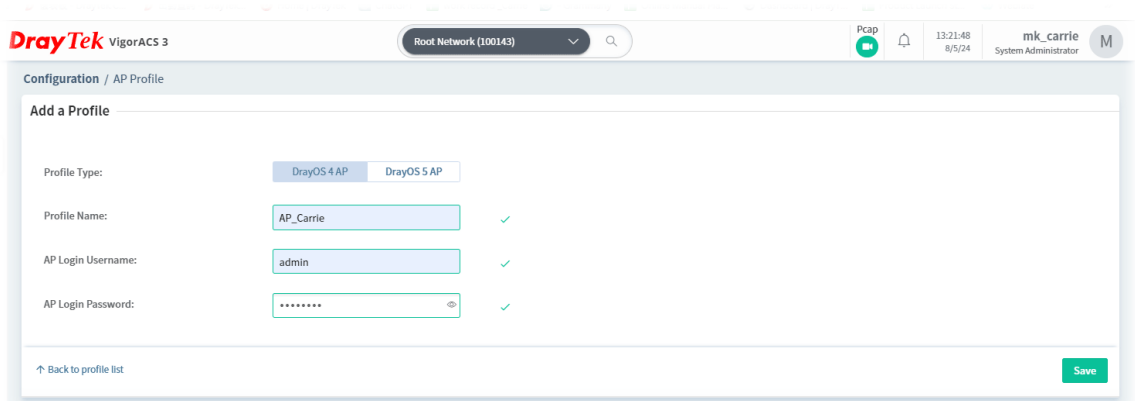 DrayTek VigorACS 3
Root Network (100143)
Pcap
13:21:48
8/5/24
mk_carrie
System Administrator
M
Configuration / AP Profile
Add a Profile
Profile Type:
DrayOS 4 AP
DrayOS 5 AP
Profile Name:
AP_Carrie
AP Login Username:
admin
AP Login Password:
••••••••
↑ Back to profile list
Save